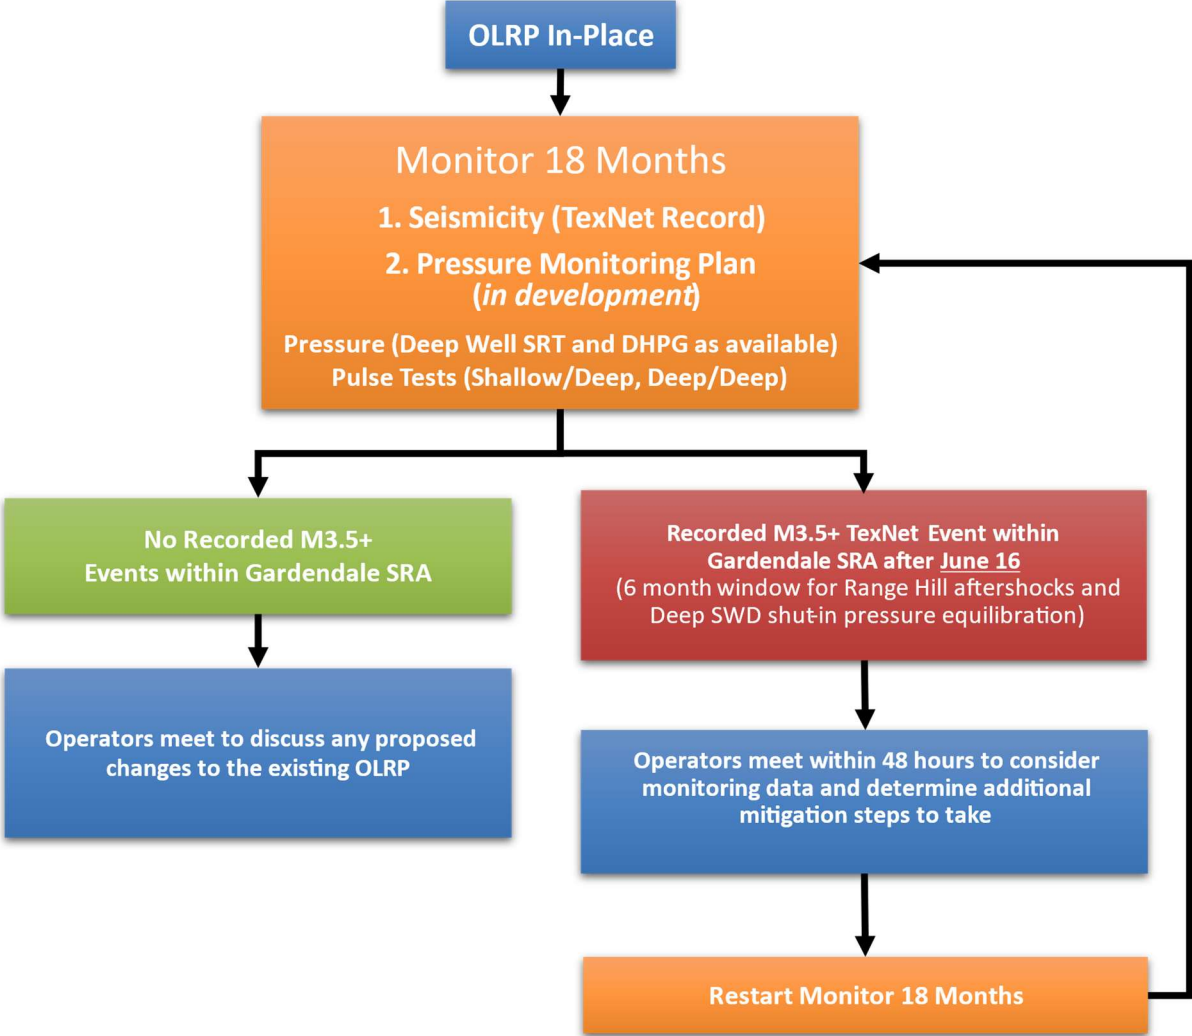 OLRP In-Place
Monitor 18 Months
1. Seismicity (TexNet Record)
2. Pressure Monitoring Plan
(in development)
Pressure (Deep Well SRT and DHPG as available)
Pulse Tests (Shallow/Deep, Deep/Deep)
No Recorded M3.5+
Events within Gardendale SRA
Recorded M3.5+ TexNet Event within
Gardendale SRA after June 16
(6 month window for Range Hill aftershocks and
Deep SWD shut-in pressure equilibration)
Operators meet to discuss any proposed
changes to the existing OLRP
Operators meet within 48 hours to consider
monitoring data and determine additional
mitigation steps to take
Restart Monitor 18 Months